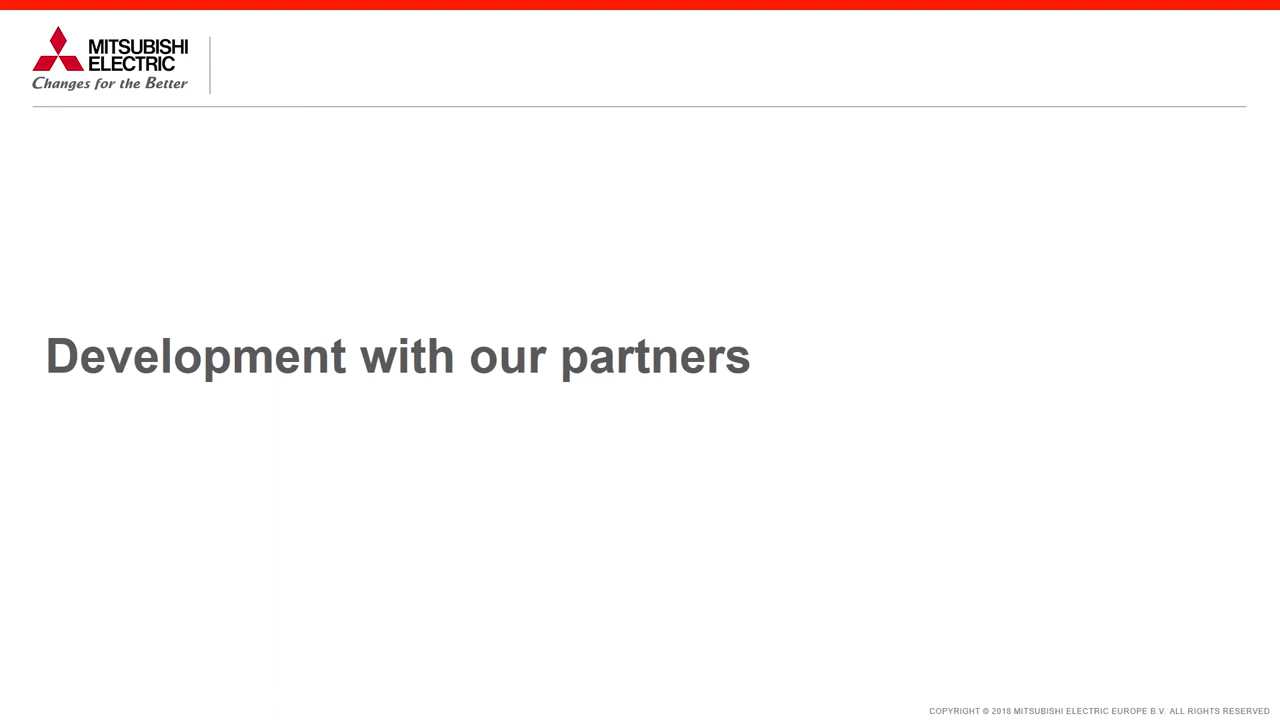 MITSUBISHI
ELECTRIC
Changes for the Better
Development with our partners
COPYRIGHT © 2018 MITSUBISHI ELECTRIC EUROPE B.V. ALL RIGHTS RESERVED